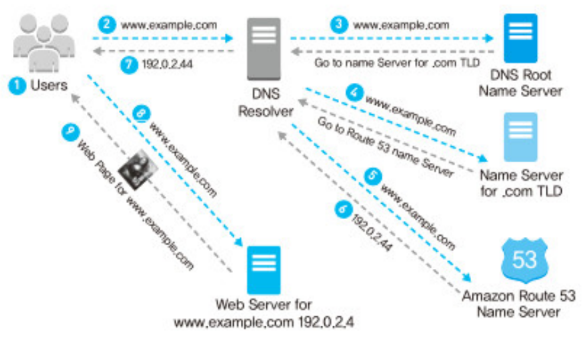 2 www.example.com
7 192.0.2.44
1 Users
DNS
Resolver
3 www.example.com
Go to name Server for .com TLD
DNS Root
Name Server
4 www.example.com
Go to Route 53 name Server
Name Server
for .com TLD
5 www.example.com
6 192.0.2.44
53
Amazon Route 53
Name Server
8 www.example.com
9 Web Page for www.example.com
Web Server for
www.example.com 192.0.2.4